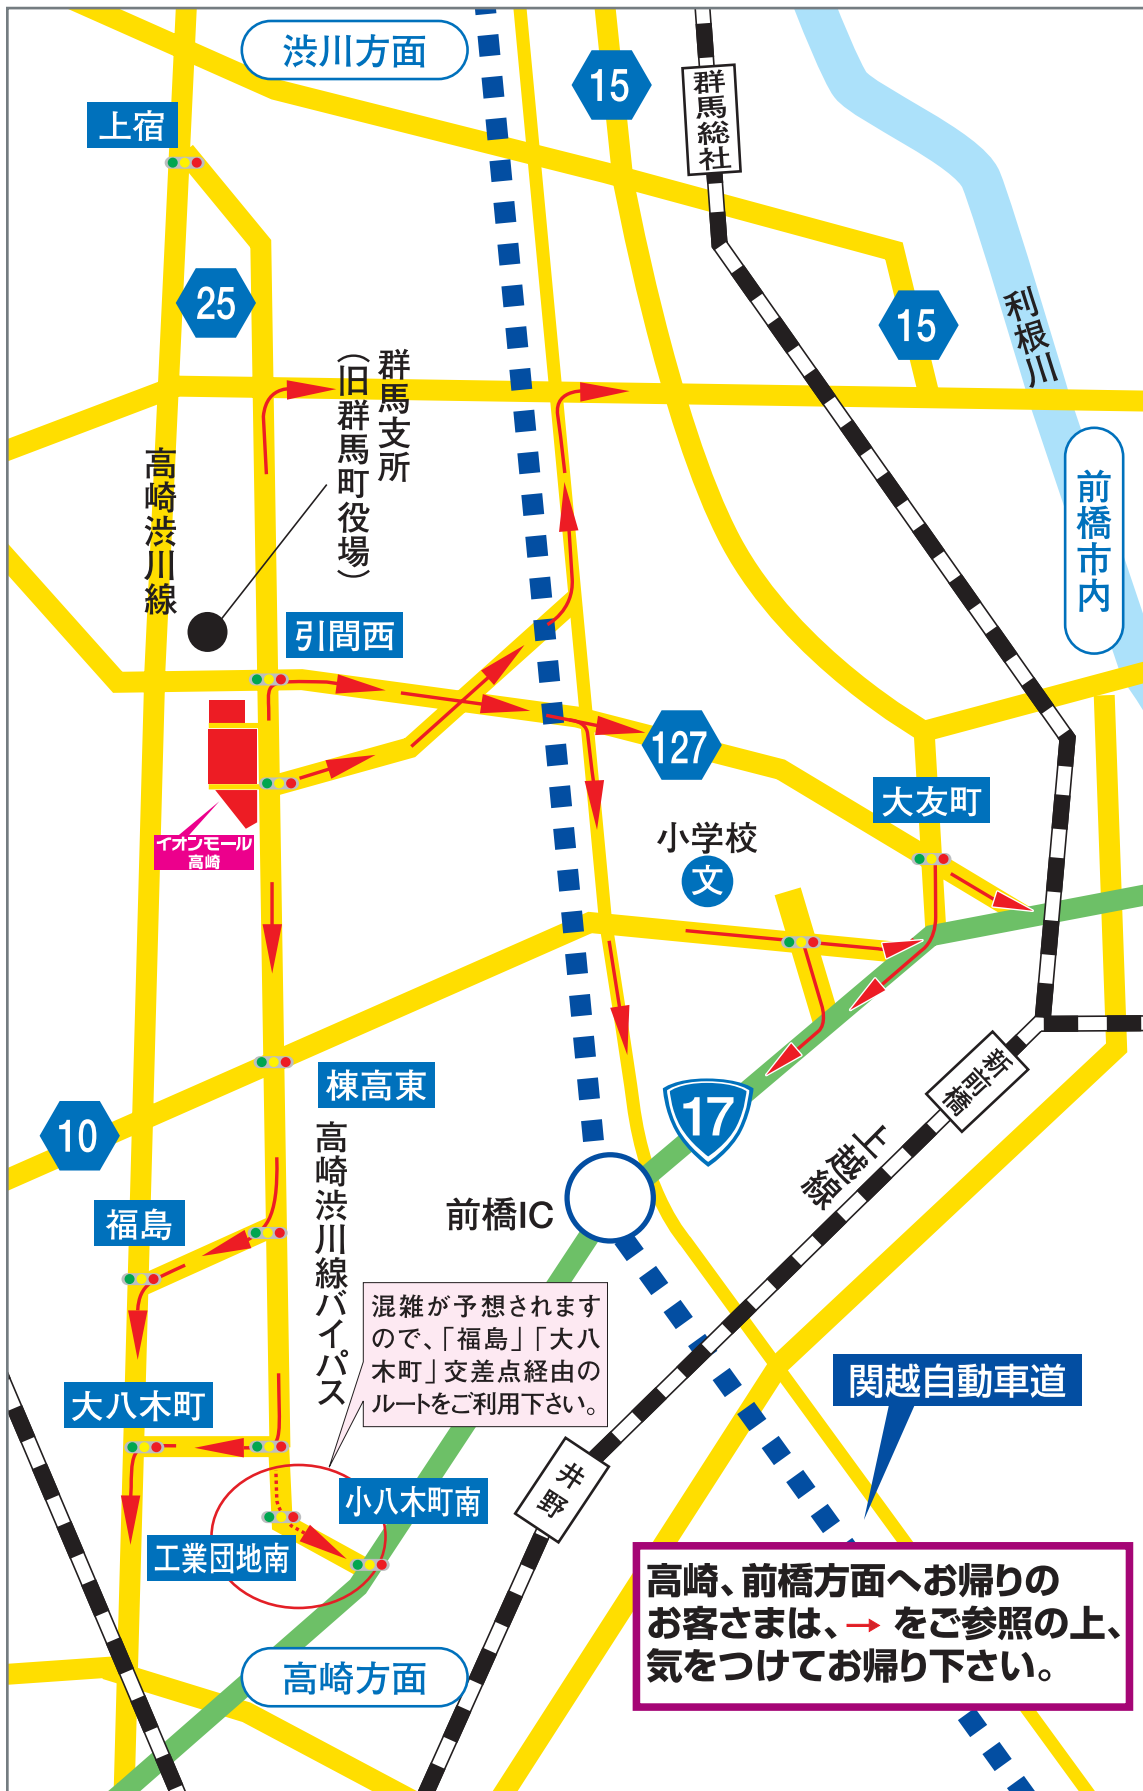 渋川方面
15
群馬総社
上宿
25
15
利根川
群馬支所
(旧群馬町役場)
高崎渋川線
前橋市内
引間西
127
大友町
イオンモール
高崎
小学校
文
棟高東
10
新前橋
17
上越線
高崎渋川線バイパス
福島
前橋IC
混雑が予想されます
ので、「福島」「大八
木町」交差点経由の
ルートをご利用下さい。
関越自動車道
大八木町
井野
小八木町南
工業団地南
高崎、前橋方面へお帰りの
お客さまは、→ をご参照の上、
気をつけてお帰り下さい。
高崎方面